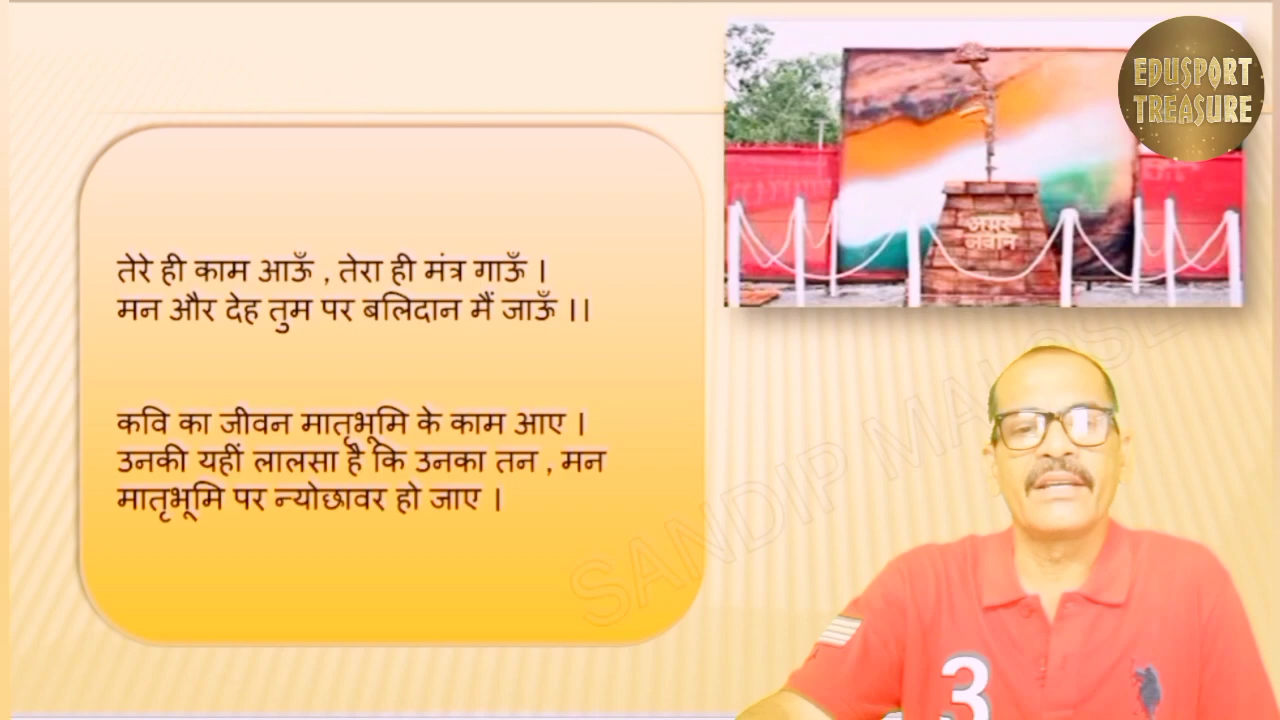 तेरे ही काम आऊँ , तेरा ही मंत्र गाऊँ ।
मन और देह तुम पर बलिदान मैं जाऊँ ।।
कवि का जीवन मातृभूमि के काम आए ।
उनकी यहीं लालसा है कि उनका तन , मन
मातृभूमि पर न्योछावर हो जाए ।
EDUSPORT
TREASURE
अमर
जवान
SANDIP MALOSE
3